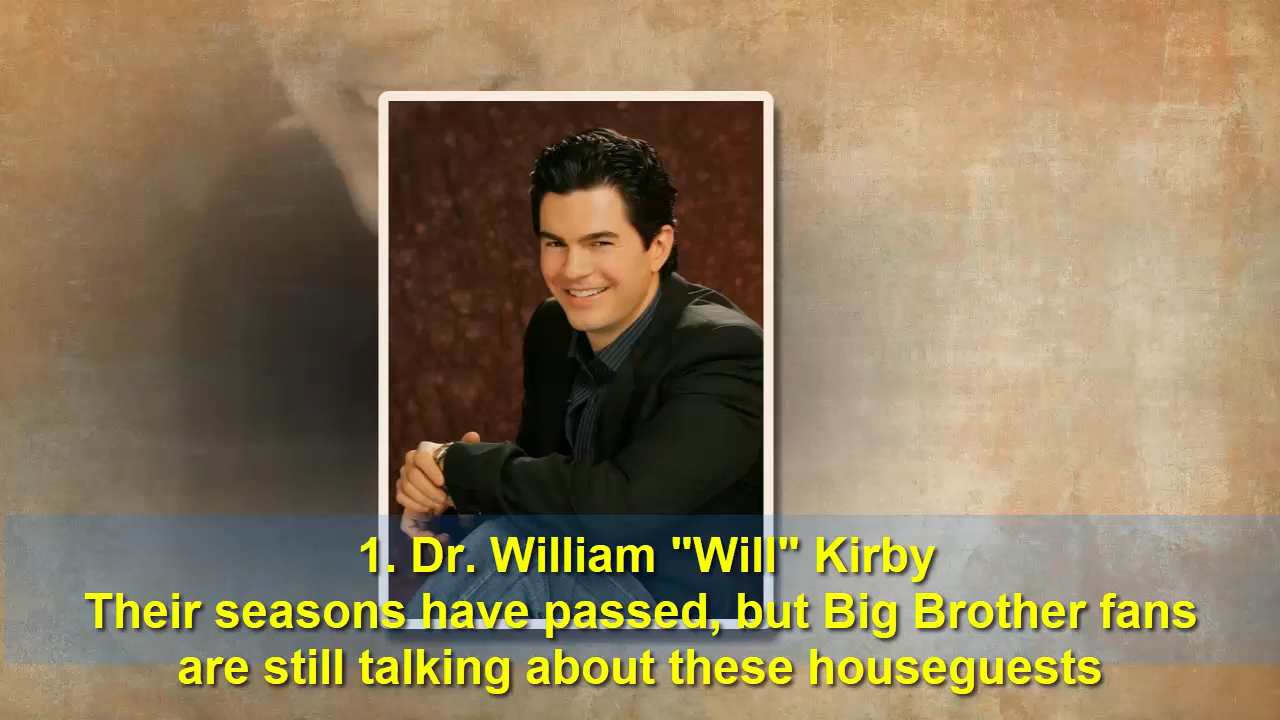 1. Dr. William "Will" Kirby
Their seasons have passed, but Big Brother fans
are still talking about these houseguests